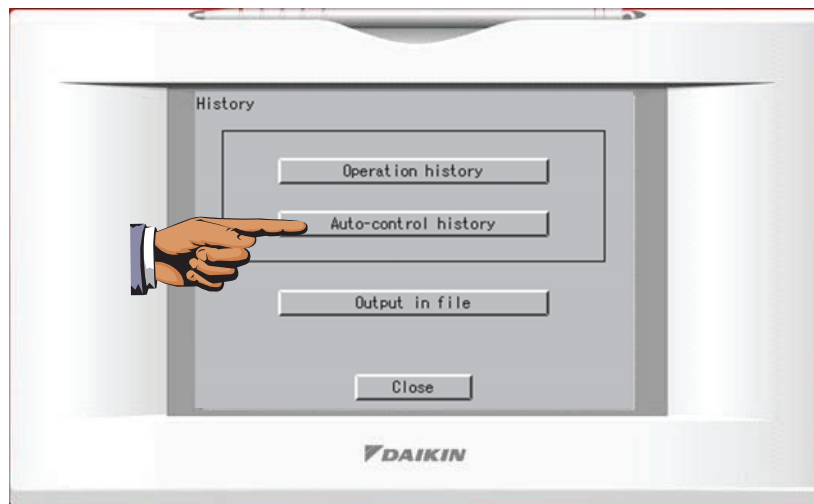 History
Operation history
Auto-control history
Output in file
Close
DAIKIN